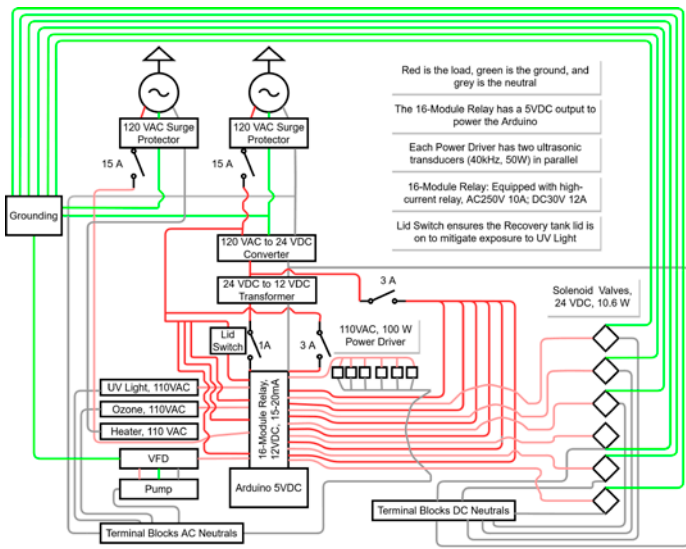 Red is the load, green is the ground, and
grey is the neutral
The 16-Module Relay has a 5VDC output to
power the Arduino
Each Power Driver has two ultrasonic
transducers (40kHz, 50W) in parallel
16-Module Relay: Equipped with high-
current relay, AC250V 10A; DC30V 12A
Lid Switch ensures the Recovery tank lid is
on to mitigate exposure to UV Light
120 VAC Surge
Protector
120 VAC Surge
Protector
15 A
15 A
Grounding
120 VAC to 24 VDC
Converter
24 VDC to 12 VDC
Transformer
3 A
Solenoid Valves,
24 VDC, 10.6 W
Lid
Switch
1A
3 A
110VAC, 100 W
Power Driver
UV Light, 110VAC
Ozone, 110VAC
Heater, 110 VAC
VFD
Pump
16-Module Relay,
12VDC, 15-20mA
Arduino 5VDC
Terminal Blocks AC Neutrals
Terminal Blocks DC Neutrals